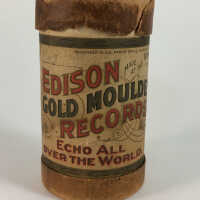 EDISON
GOLD MOULDED
RECORDS
ECHO ALL
OVER THE WORLD